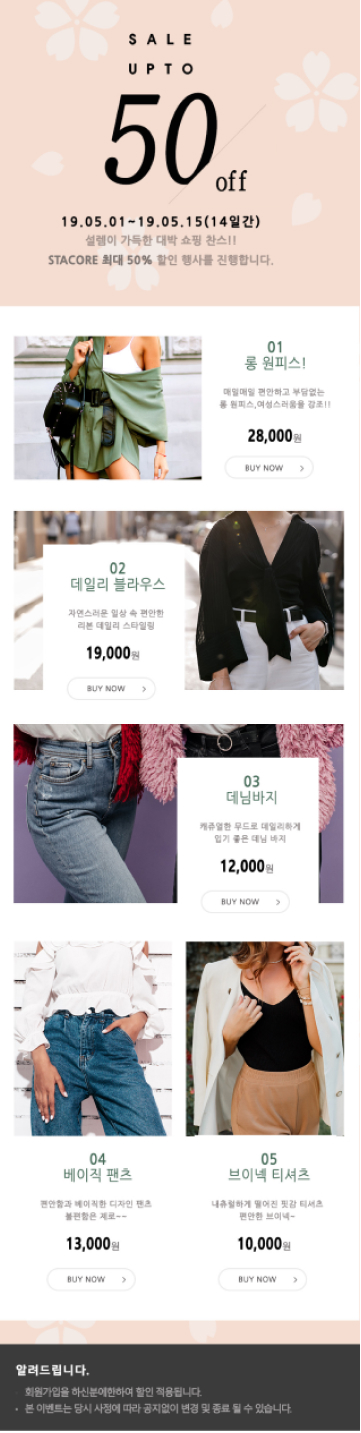 SALE
UPTO
50
off
19.05.01~19.05.15(14일간)
설렘이 가득한 대박 쇼핑 찬스!!
STACORE 최대 50% 할인 행사를 진행합니다.
01
롱 원피스!
매일매일 편안하고 부담없는
롱 원피스,여성스러움을 강조!!
28,000원
BUY NOW
02
데일리 블라우스
자연스러운 일상 속 편안한
리본 데일리 스타일링
19,000원
BUY NOW
03
데님바지
캐쥬얼한 무드로 데일리하게
입기 좋은 데님 바지
12,000원
BUY NOW
04
베이직 팬츠
편안함과 베이직한 디자인 팬츠
불편함은 제로~~
13,000원
BUY NOW
05
브이넥 티셔츠
내츄럴하게 떨어진 핏감 티셔츠
편안한 브이넥~
10,000원
BUY NOW
알려드립니다.
회원가입을 하신분에한하여 할인 적용됩니다.
• 본 이벤트는 당시 사정에 따라 공지없이 변경 및 종료 될 수 있습니다.